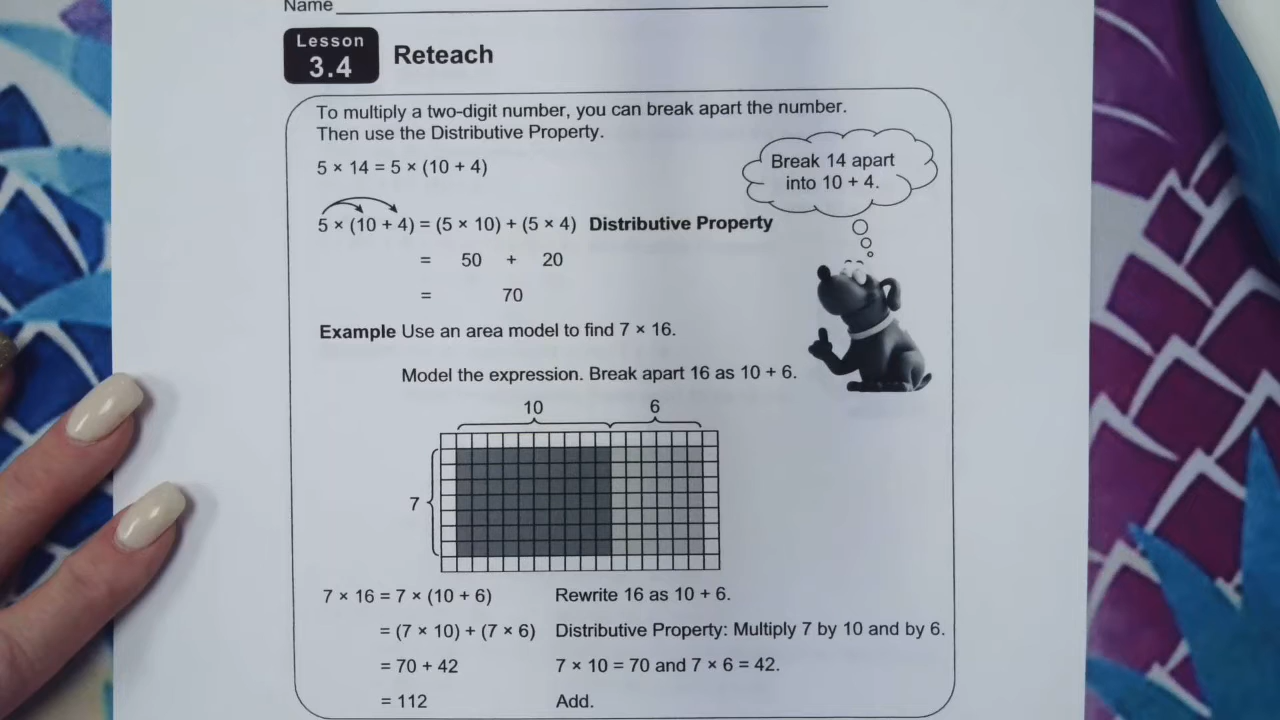 Name
Lesson
3.4
Reteach
To multiply a two-digit number, you can break apart the number.
Then use the Distributive Property.
5 × 14 = 5 × (10 + 4)
Break 14 apart
into 10 + 4.
5 × (10 + 4) = (5 × 10) + (5 × 4) Distributive Property
= 50 + 20
= 70
Example Use an area model to find 7 × 16.
Model the expression. Break apart 16 as 10 + 6.
10 6
7
7 × 16 = 7 × (10 + 6) Rewrite 16 as 10 + 6.
= (7 × 10) + (7 × 6) Distributive Property: Multiply 7 by 10 and by 6.
= 70 + 42 7 × 10 = 70 and 7 × 6 = 42.
= 112 Add.